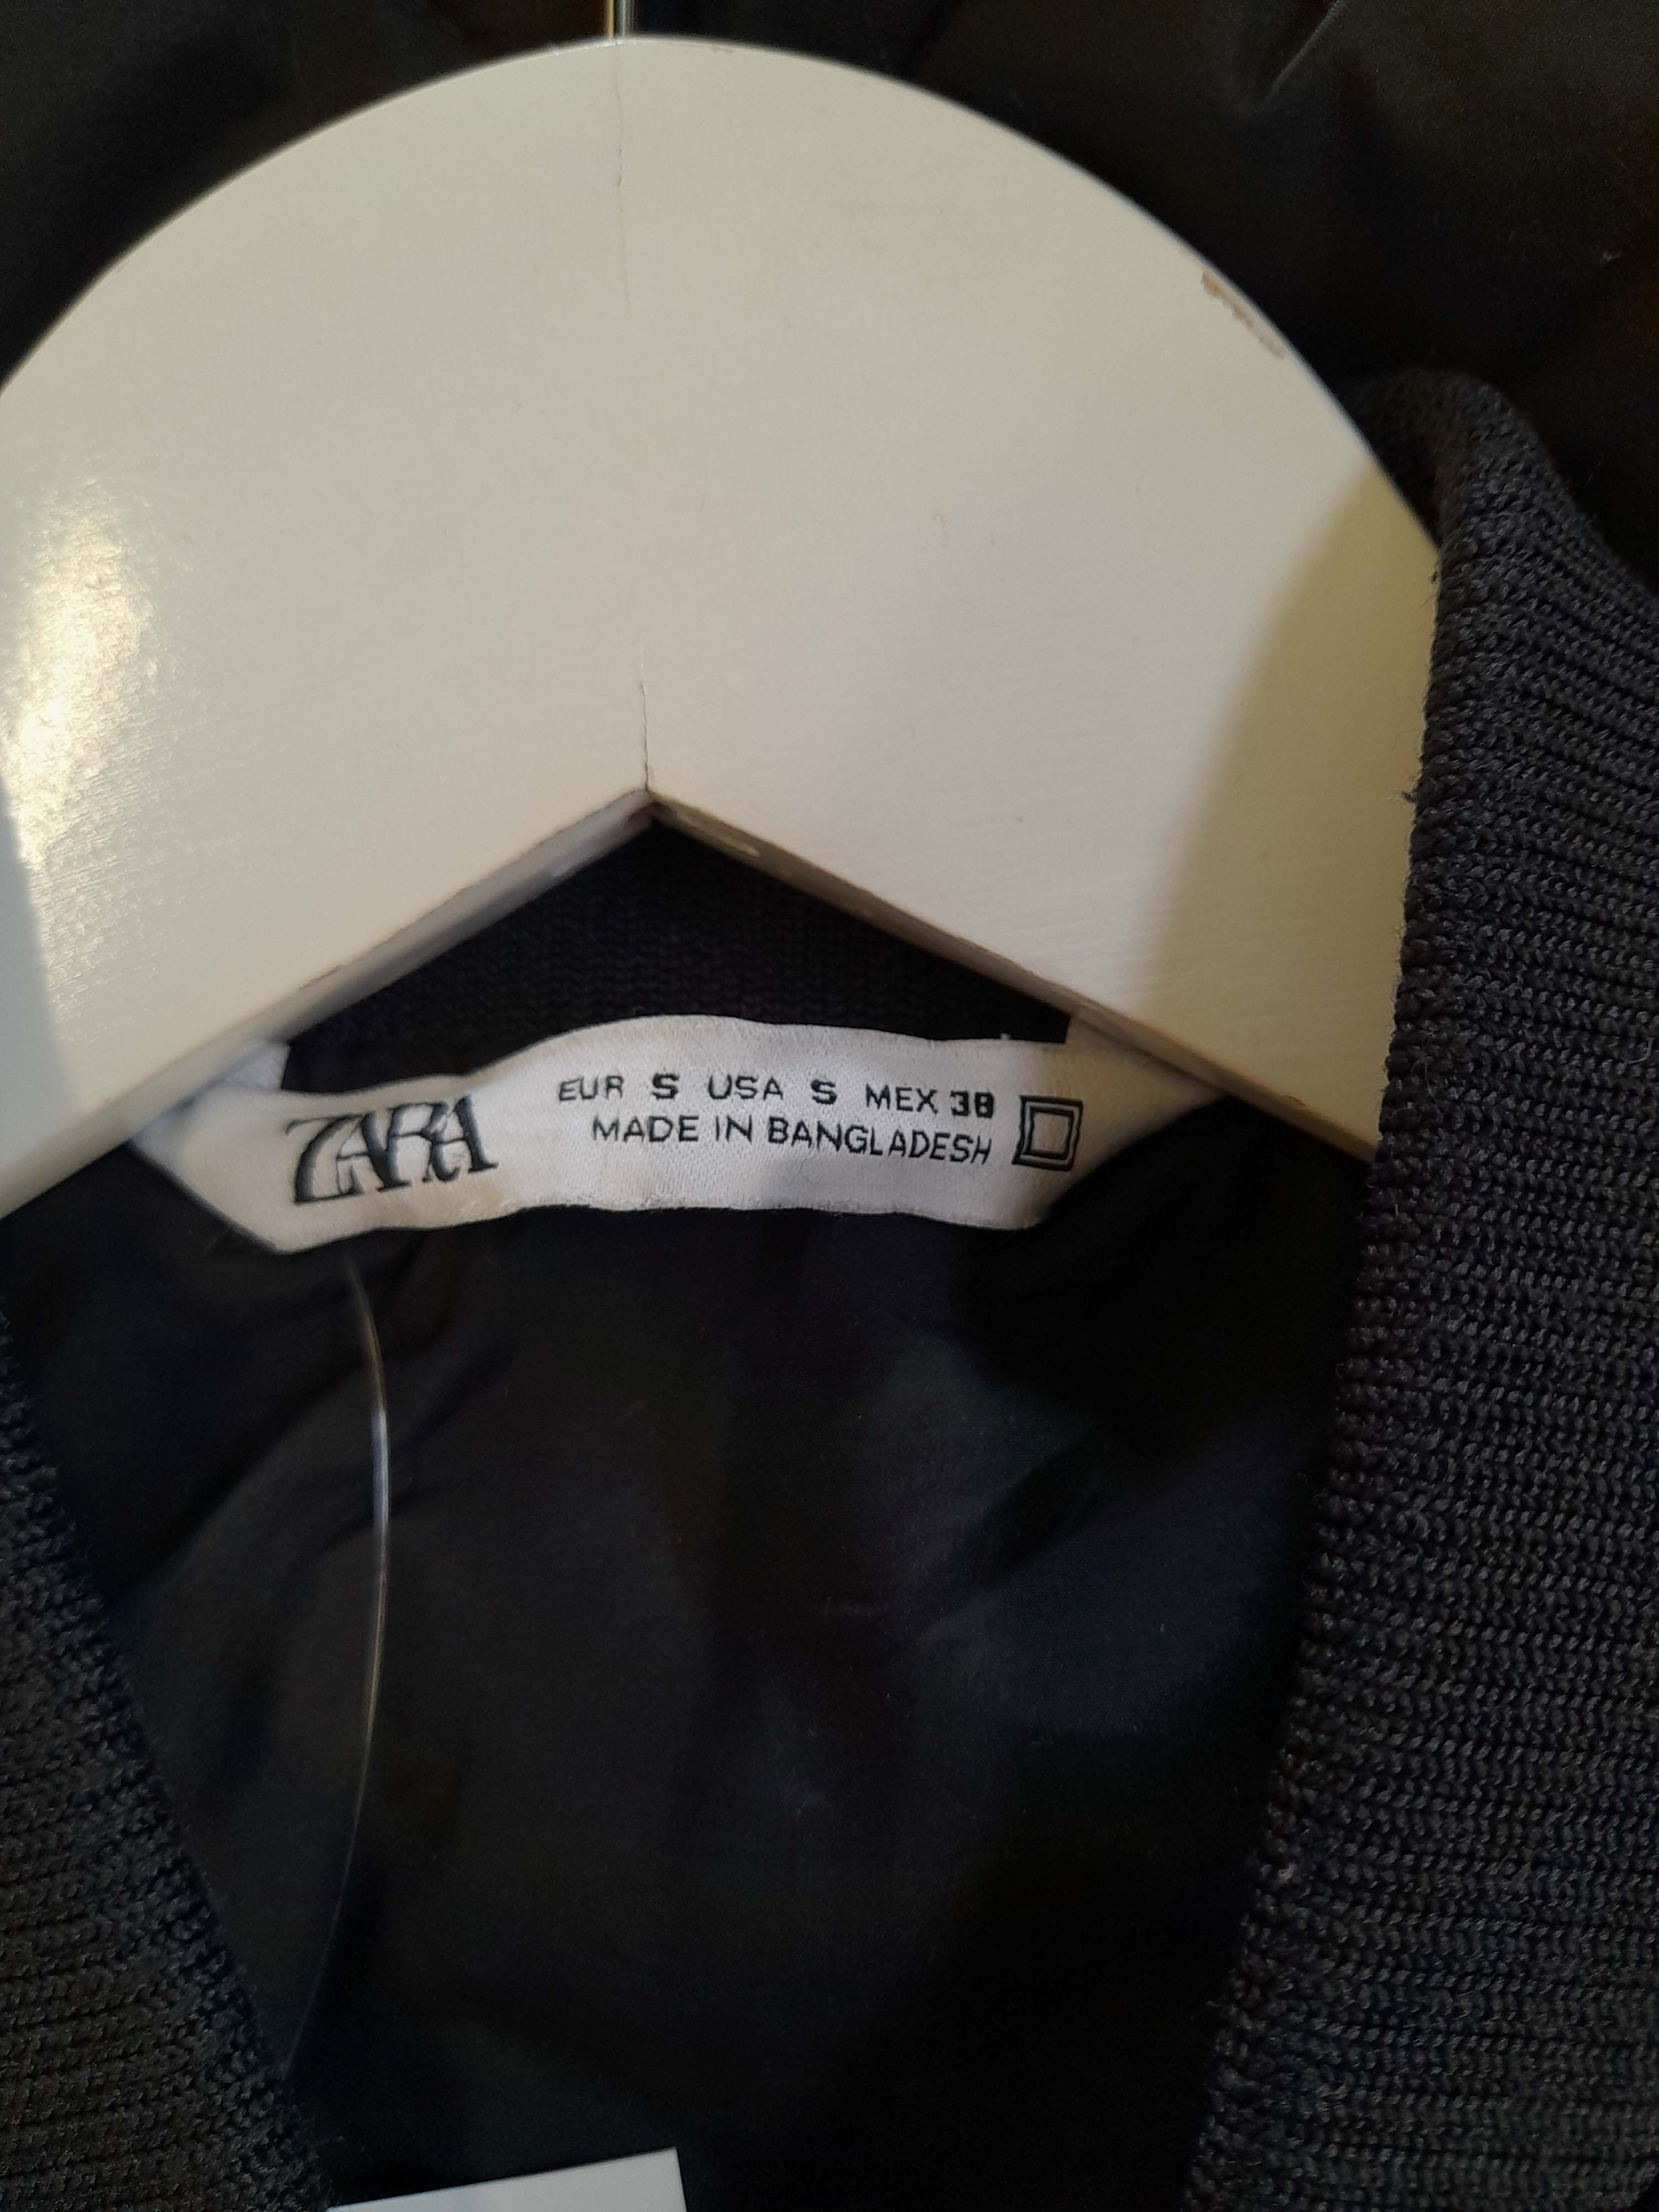 ZARA
EUR S USA S MEX 38
MADE IN BANGLADESH